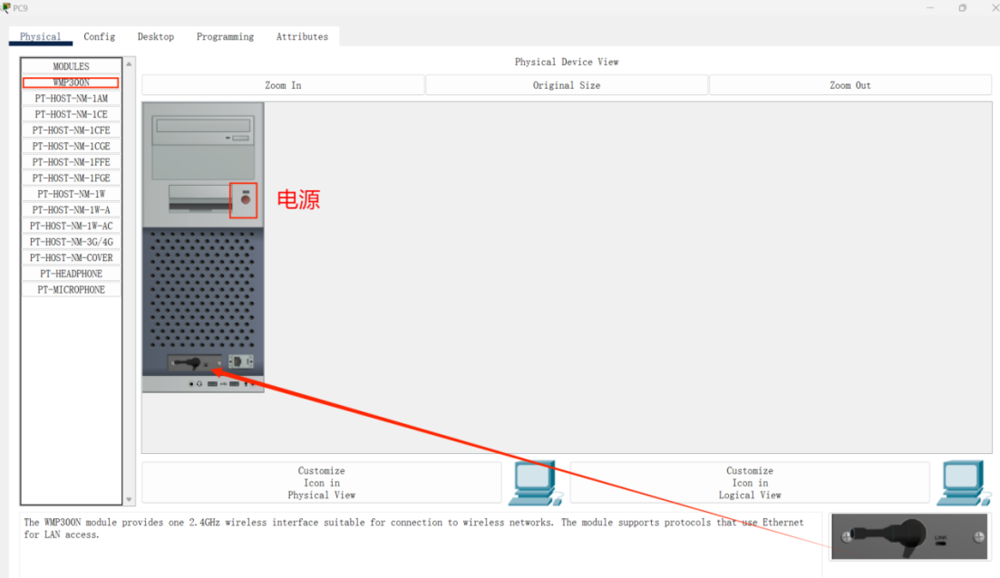 PC9
Physical Config Desktop Programming Attributes
MODULES
WMP300N
PT-HOST-NM-1AM
PT-HOST-NM-1CE
PT-HOST-NM-1CFE
PT-HOST-NM-1CGE
PT-HOST-NM-1FFE
PT-HOST-NM-1FGE
PT-HOST-NM-1W
PT-HOST-NM-1W-A
PT-HOST-NM-1W-AC
PT-HOST-NM-3G/4G
PT-HOST-NM-COVER
PT-HEADPHONE
PT-MICROPHONE
Physical Device View
Zoom In Original Size Zoom Out
电源
Customize
Icon in
Physical View
Customize
Icon in
Logical View
The WMP300N module provides one 2.4GHz wireless interface suitable for connection to wireless networks. The module supports protocols that use Ethernet
for LAN access.
LINK